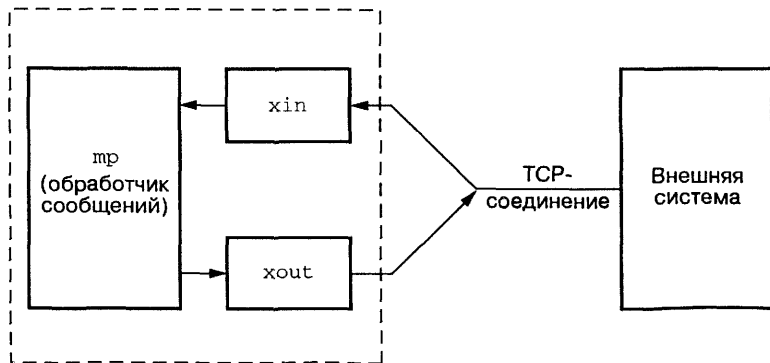 xin
mp
(обработчик
сообщений)
xout
TCP-
соединение
Внешняя
система